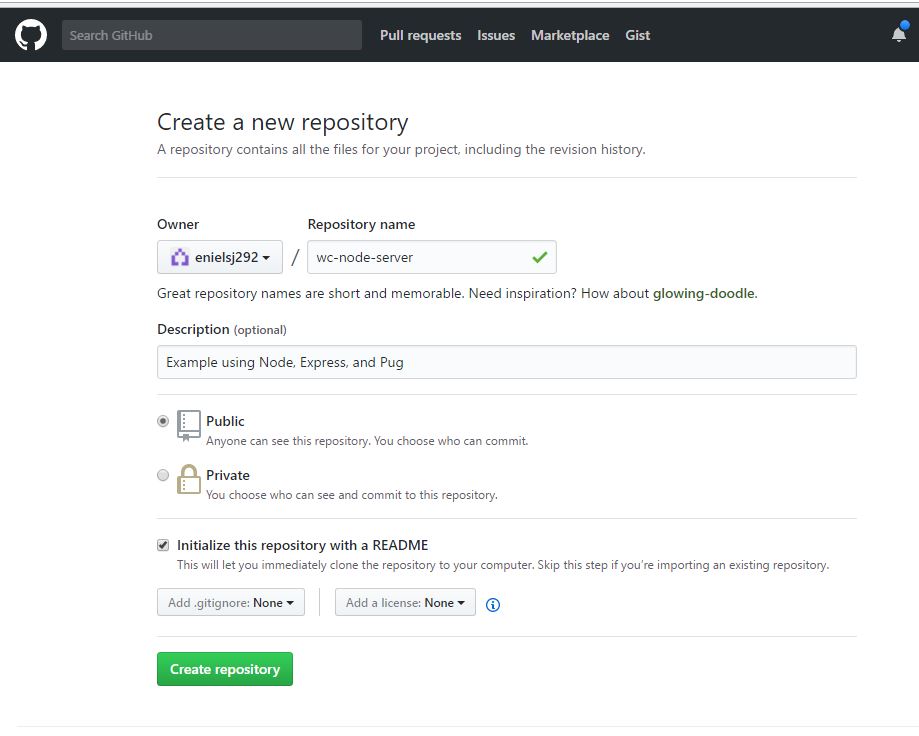 Search GitHub Pull requests Issues Marketplace Gist
Create a new repository
A repository contains all the files for your project, including the revision history.
Owner Repository name
enielsj292 / wc-node-server
Great repository names are short and memorable. Need inspiration? How about glowing-doodle.
Description (optional)
Example using Node, Express, and Pug
Public
Anyone can see this repository. You choose who can commit.
Private
You choose who can see and commit to this repository.
Initialize this repository with a README
This will let you immediately clone the repository to your computer. Skip this step if you’re importing an existing repository.
Add .gitignore: None Add a license: None
Create repository